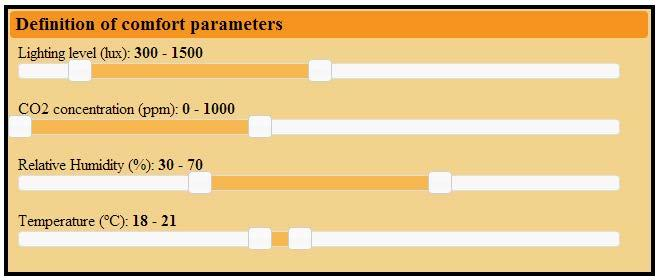 Definition of comfort parameters
Lighting level (lux): 300 - 1500
CO2 concentration (ppm): 0 - 1000
Relative Humidity (%): 30 - 70
Temperature (ºC): 18 - 21